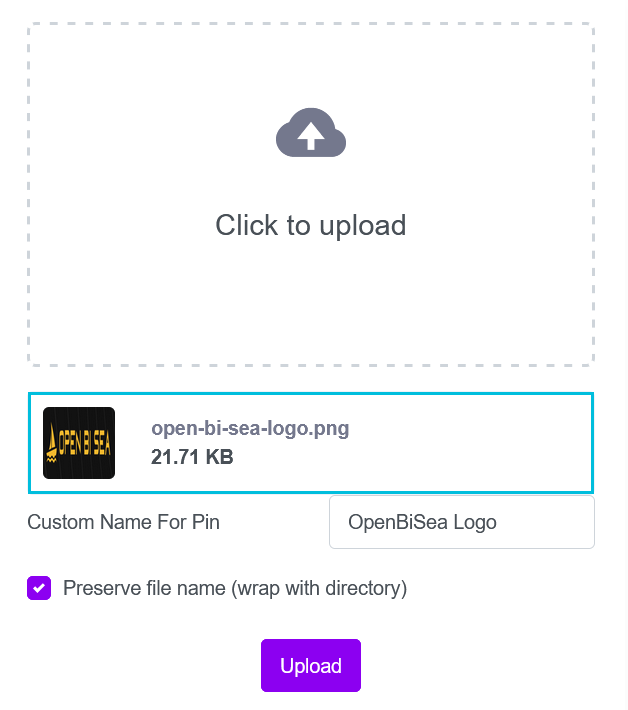 Click to upload
OPEN BI SEA
open-bi-sea-logo.png
21.71 KB
Custom Name For Pin
OpenBiSea Logo
Preserve file name (wrap with directory)
Upload